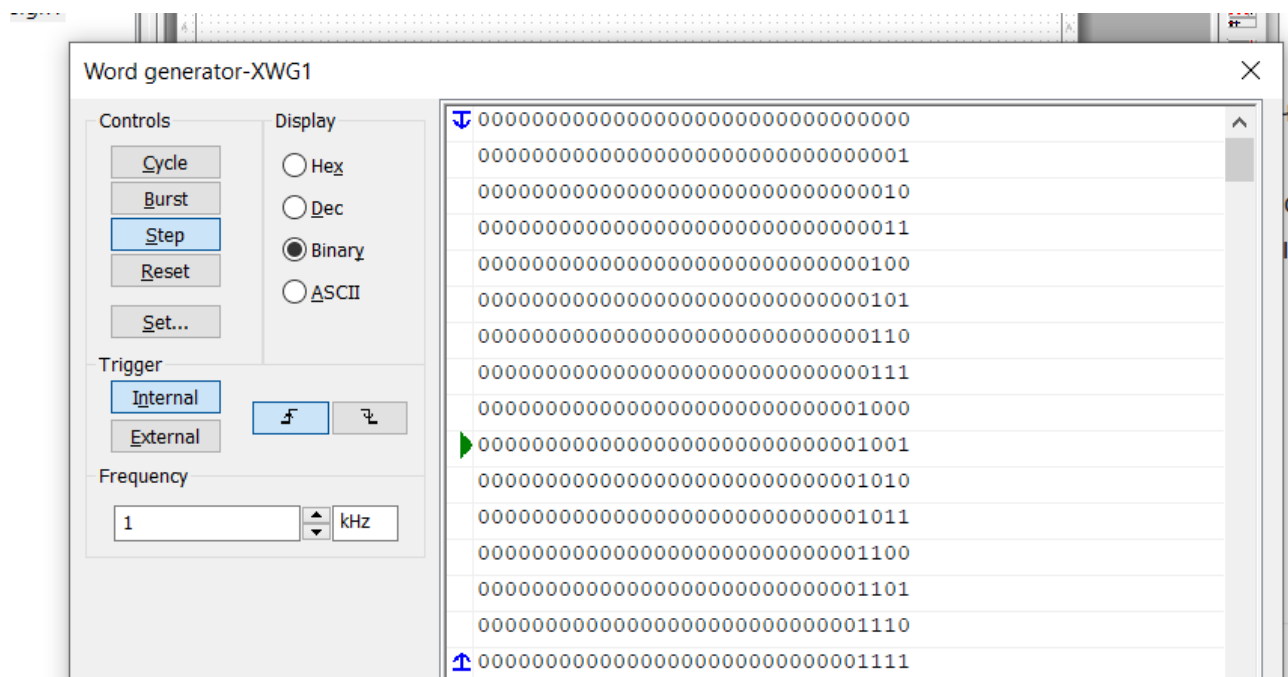 Word generator-XWG1
Controls
Display
Cycle
Burst
Step
Reset
Set...
Hex
Dec
Binary
ASCII
Trigger
Internal
External
Frequency
1
kHz
00000000000000000000000000000000
00000000000000000000000000000001
00000000000000000000000000000010
00000000000000000000000000000011
00000000000000000000000000000100
00000000000000000000000000000101
00000000000000000000000000000110
00000000000000000000000000000111
00000000000000000000000000001000
00000000000000000000000000001001
00000000000000000000000000001010
00000000000000000000000000001011
00000000000000000000000000001100
00000000000000000000000000001101
00000000000000000000000000001110
00000000000000000000000000001111